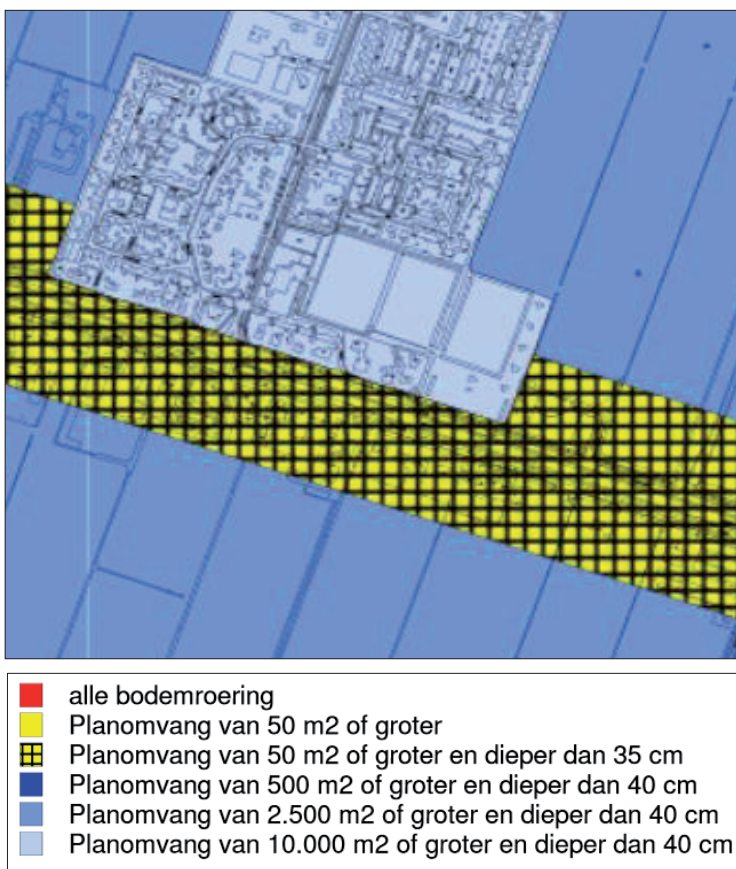 alle bodemroering
Planomvang van 50 m2 of groter
Planomvang van 50 m2 of groter en dieper dan 35 cm
Planomvang van 500 m2 of groter en dieper dan 40 cm
Planomvang van 2.500 m2 of groter en dieper dan 40 cm
Planomvang van 10.000 m2 of groter en dieper dan 40 cm